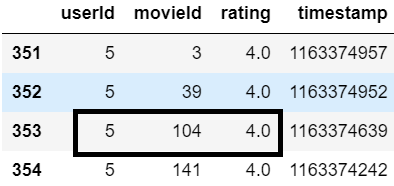 userId movieId rating timestamp
351 5 3 4.0 1163374957
352 5 39 4.0 1163374952
353 5 104 4.0 1163374639
354 5 141 4.0 1163374242